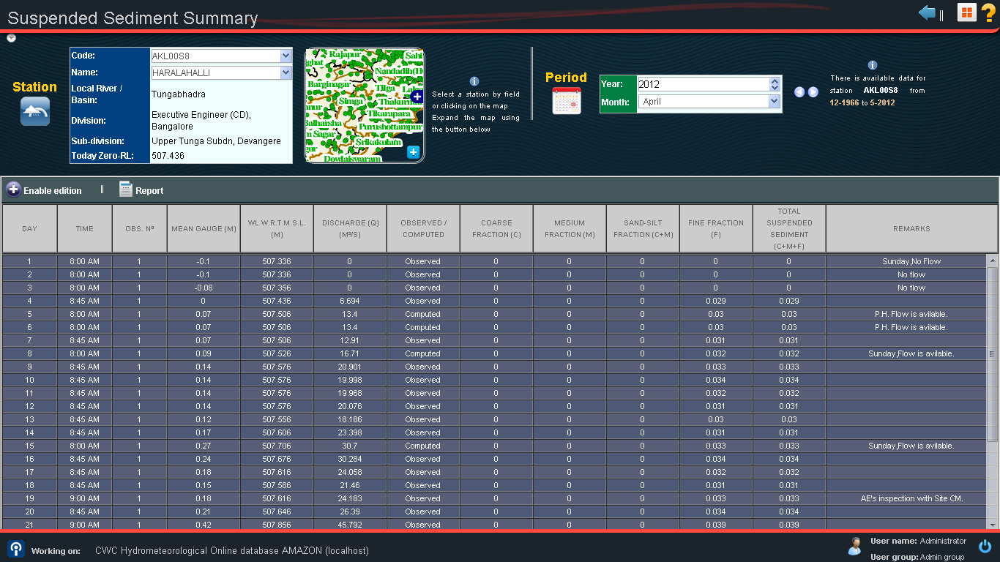 Suspended Sediment Summary
Station
Code: AKL00S8
Name: HARALAHALLI
Local River / Basin: Tungabhadra
Division: Executive Engineer (CD), Bangalore
Sub-division: Upper Tunga Subdn, Devangere
Today Zero-RL: 507.436
Rajapur
Sahi
ighat
Nandadih(H
Barginagar
Tilga
Simga
Thakurm
Tikarapara
Balharsha
Purushottampur
m Sagar
Srikakulam
Dowlaiswaram
Select a station by field
or clicking on the map
Expand the map using
the button below
Period
Year: 2012
Month: April
There is available data for
station AKL00S8 from
12-1966 to 5-2012
Enable edition || Report
DAY TIME OBS. Nº MEAN GAUGE (M) WL W.R.T M.S.L. (M) DISCHARGE (Q) (M³/S) OBSERVED / COMPUTED COARSE FRACTION (C) MEDIUM FRACTION (M) SAND-SILT FRACTION (C+M) FINE FRACTION (F) TOTAL SUSPENDED SEDIMENT (C+M+F) REMARKS
1 8:00 AM 1 -0.1 507.336 0 Observed 0 0 0 0 0 Sunday,No Flow
2 8:00 AM 1 -0.1 507.336 0 Observed 0 0 0 0 0 No flow
3 8:00 AM 1 -0.08 507.356 0 Observed 0 0 0 0 0 No flow
4 8:45 AM 1 0 507.436 6.694 Observed 0 0 0 0.029 0.029
5 8:00 AM 1 0.07 507.506 13.4 Computed 0 0 0 0.03 0.03 P.H. Flow is avilable.
6 8:00 AM 1 0.07 507.506 13.4 Computed 0 0 0 0.03 0.03 P.H. Flow is avilable.
7 8:45 AM 1 0.07 507.506 12.91 Observed 0 0 0 0.031 0.031
8 8:00 AM 1 0.09 507.526 16.71 Computed 0 0 0 0.032 0.032 Sunday,Flow is avilable.
9 8:45 AM 1 0.14 507.576 20.901 Observed 0 0 0 0.033 0.033
10 8:45 AM 1 0.14 507.576 19.998 Observed 0 0 0 0.034 0.034
11 8:45 AM 1 0.14 507.576 19.968 Observed 0 0 0 0.032 0.032
12 8:45 AM 1 0.14 507.576 20.076 Observed 0 0 0 0.031 0.031
13 8:45 AM 1 0.12 507.556 18.186 Observed 0 0 0 0.03 0.03
14 8:45 AM 1 0.17 507.606 23.398 Observed 0 0 0 0.031 0.031
15 8:00 AM 1 0.27 507.706 30.7 Computed 0 0 0 0.033 0.033 Sunday,Flow is avilable.
16 8:45 AM 1 0.24 507.676 30.284 Observed 0 0 0 0.034 0.034
17 8:45 AM 1 0.18 507.616 24.058 Observed 0 0 0 0.032 0.032
18 8:45 AM 1 0.15 507.586 21.46 Observed 0 0 0 0.031 0.031
19 9:00 AM 1 0.18 507.616 24.183 Observed 0 0 0 0.033 0.033 AE's inspection with Site CM.
20 8:45 AM 1 0.21 507.646 26.39 Observed 0 0 0 0.034 0.034
21 9:00 AM 1 0.42 507.856 45.792 Observed 0 0 0 0.039 0.039
Working on: CWC Hydrometeorological Online database AMAZON (localhost)
User name: Administrator
User group: Admin group